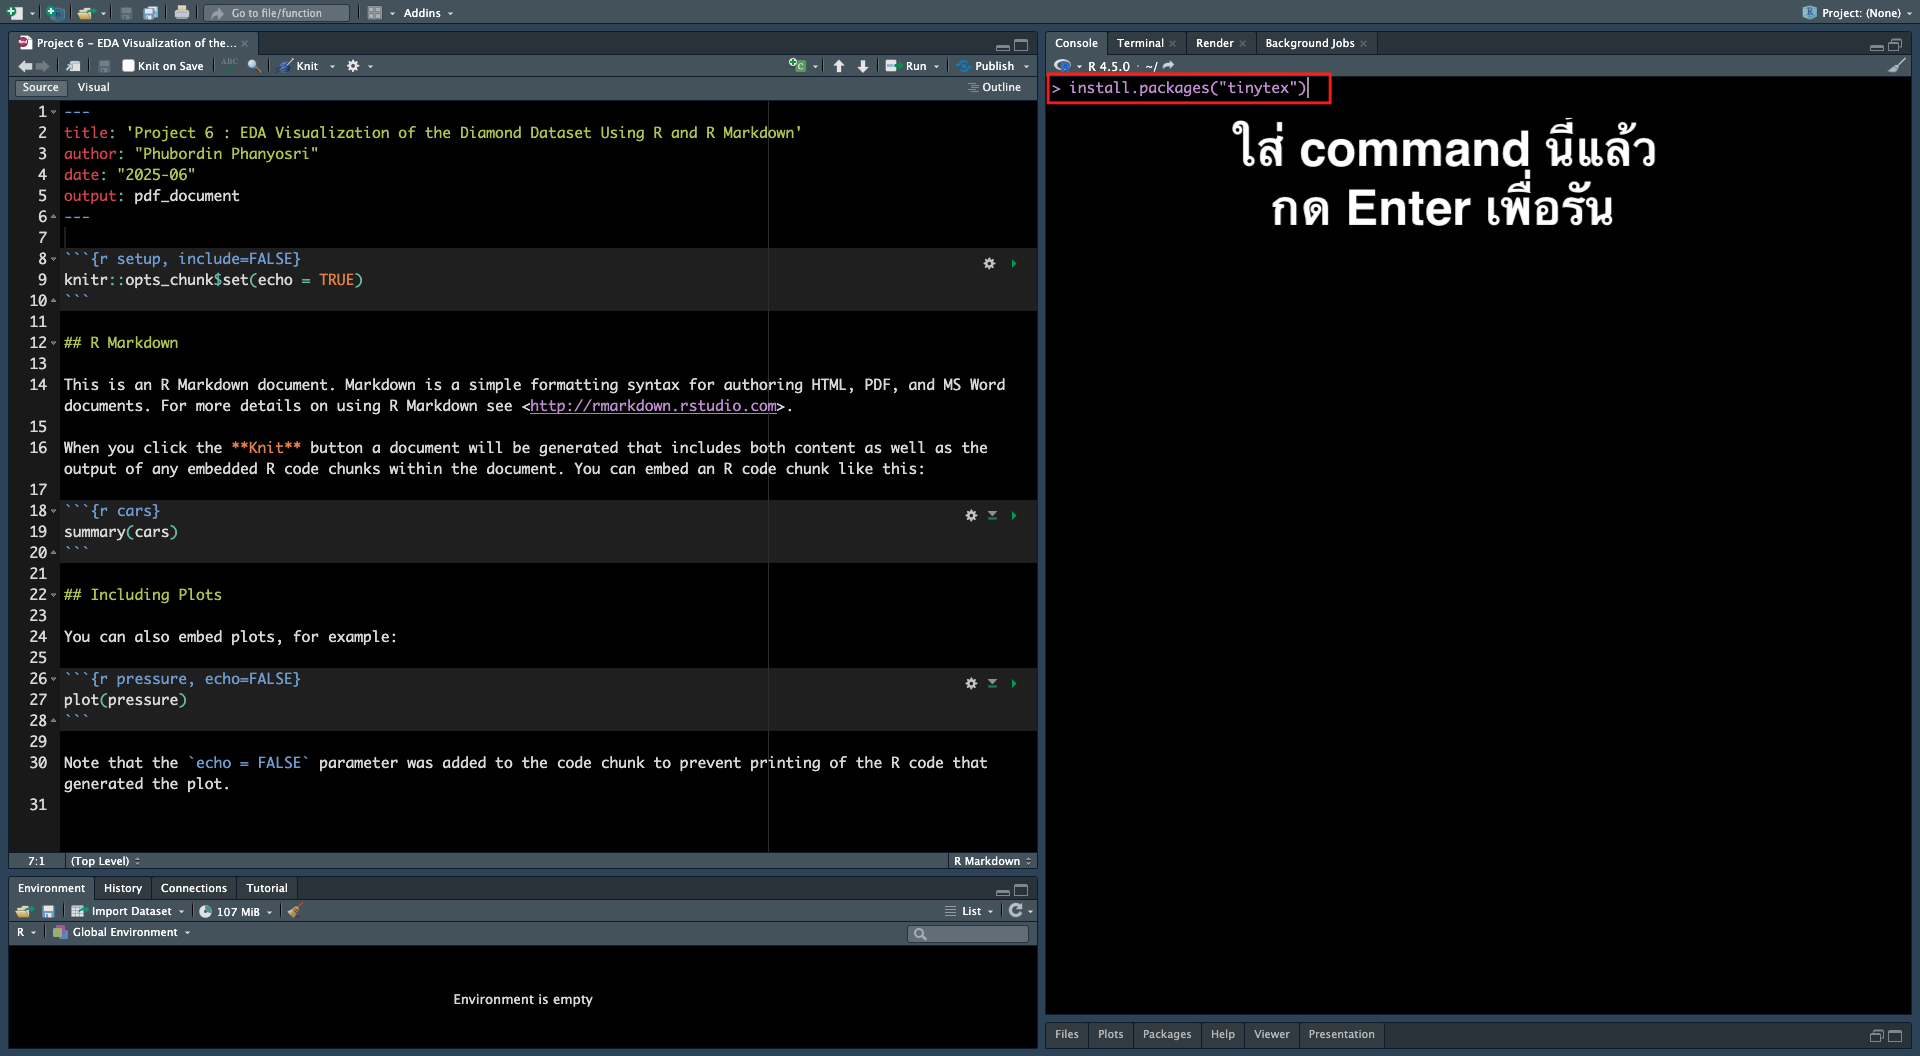 Go to file/function
Addins
Project: (None)
Project 6 – EDA Visualization of the...
Knit on Save
ABC
Knit
Run
Publish
Source
Visual
Outline
1 ---
2 title: 'Project 6 : EDA Visualization of the Diamond Dataset Using R and R Markdown'
3 author: "Phubordin Phanyosri"
4 date: "2025-06"
5 output: pdf_document
6 ---
7
8 ```{r setup, include=FALSE}
9 knitr::opts_chunk$set(echo = TRUE)
10 ```
11
12 ## R Markdown
13
14 This is an R Markdown document. Markdown is a simple formatting syntax for authoring HTML, PDF, and MS Word
documents. For more details on using R Markdown see <http://rmarkdown.rstudio.com>.
15
16 When you click the **Knit** button a document will be generated that includes both content as well as the
output of any embedded R code chunks within the document. You can embed an R code chunk like this:
17
18 ```{r cars}
19 summary(cars)
20 ```
21
22 ## Including Plots
23
24 You can also embed plots, for example:
25
26 ```{r pressure, echo=FALSE}
27 plot(pressure)
28 ```
29
30 Note that the `echo = FALSE` parameter was added to the code chunk to prevent printing of the R code that
generated the plot.
31
7:1 (Top Level) R Markdown
Environment History Connections Tutorial
Import Dataset 107 MiB List
R Global Environment
Environment is empty
Console Terminal Render Background Jobs
R 4.5.0 · ~/
> install.packages("tinytex")
ใส่ command นี้แล้ว
กด Enter เพื่อรัน
Files Plots Packages Help Viewer Presentation